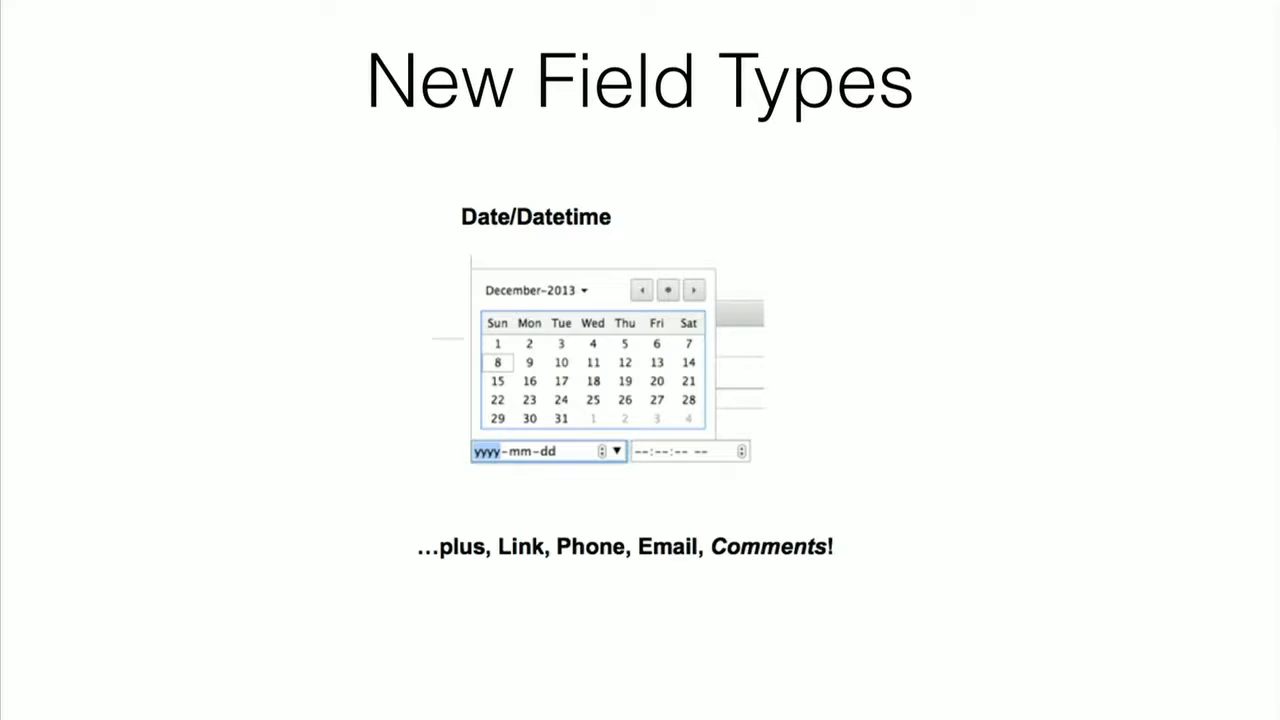 New Field Types
Date/Datetime
December-2013
Sun Mon Tue Wed Thu Fri Sat
1 2 3 4 5 6 7
8 9 10 11 12 13 14
15 16 17 18 19 20 21
22 23 24 25 26 27 28
29 30 31 1 2 3 4
yyyy-mm-dd --:--:-- --
...plus, Link, Phone, Email, Comments!